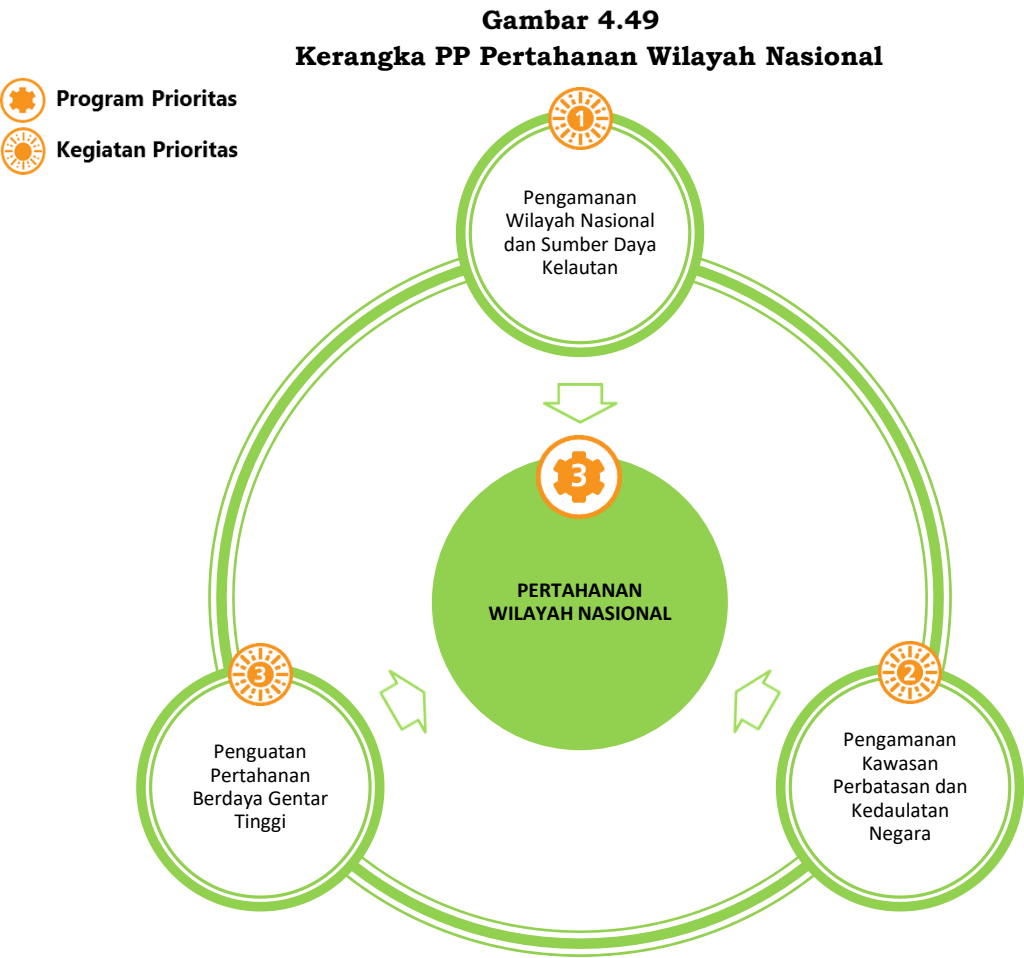 Gambar 4.49
Kerangka PP Pertahanan Wilayah Nasional
Program Prioritas
Kegiatan Prioritas
1
Pengamanan
Wilayah Nasional
dan Sumber Daya
Kelautan
3
PERTAHANAN
WILAYAH NASIONAL
3
Penguatan
Pertahanan
Berdaya Gentar
Tinggi
2
Pengamanan
Kawasan
Perbatasan dan
Kedaulatan
Negara